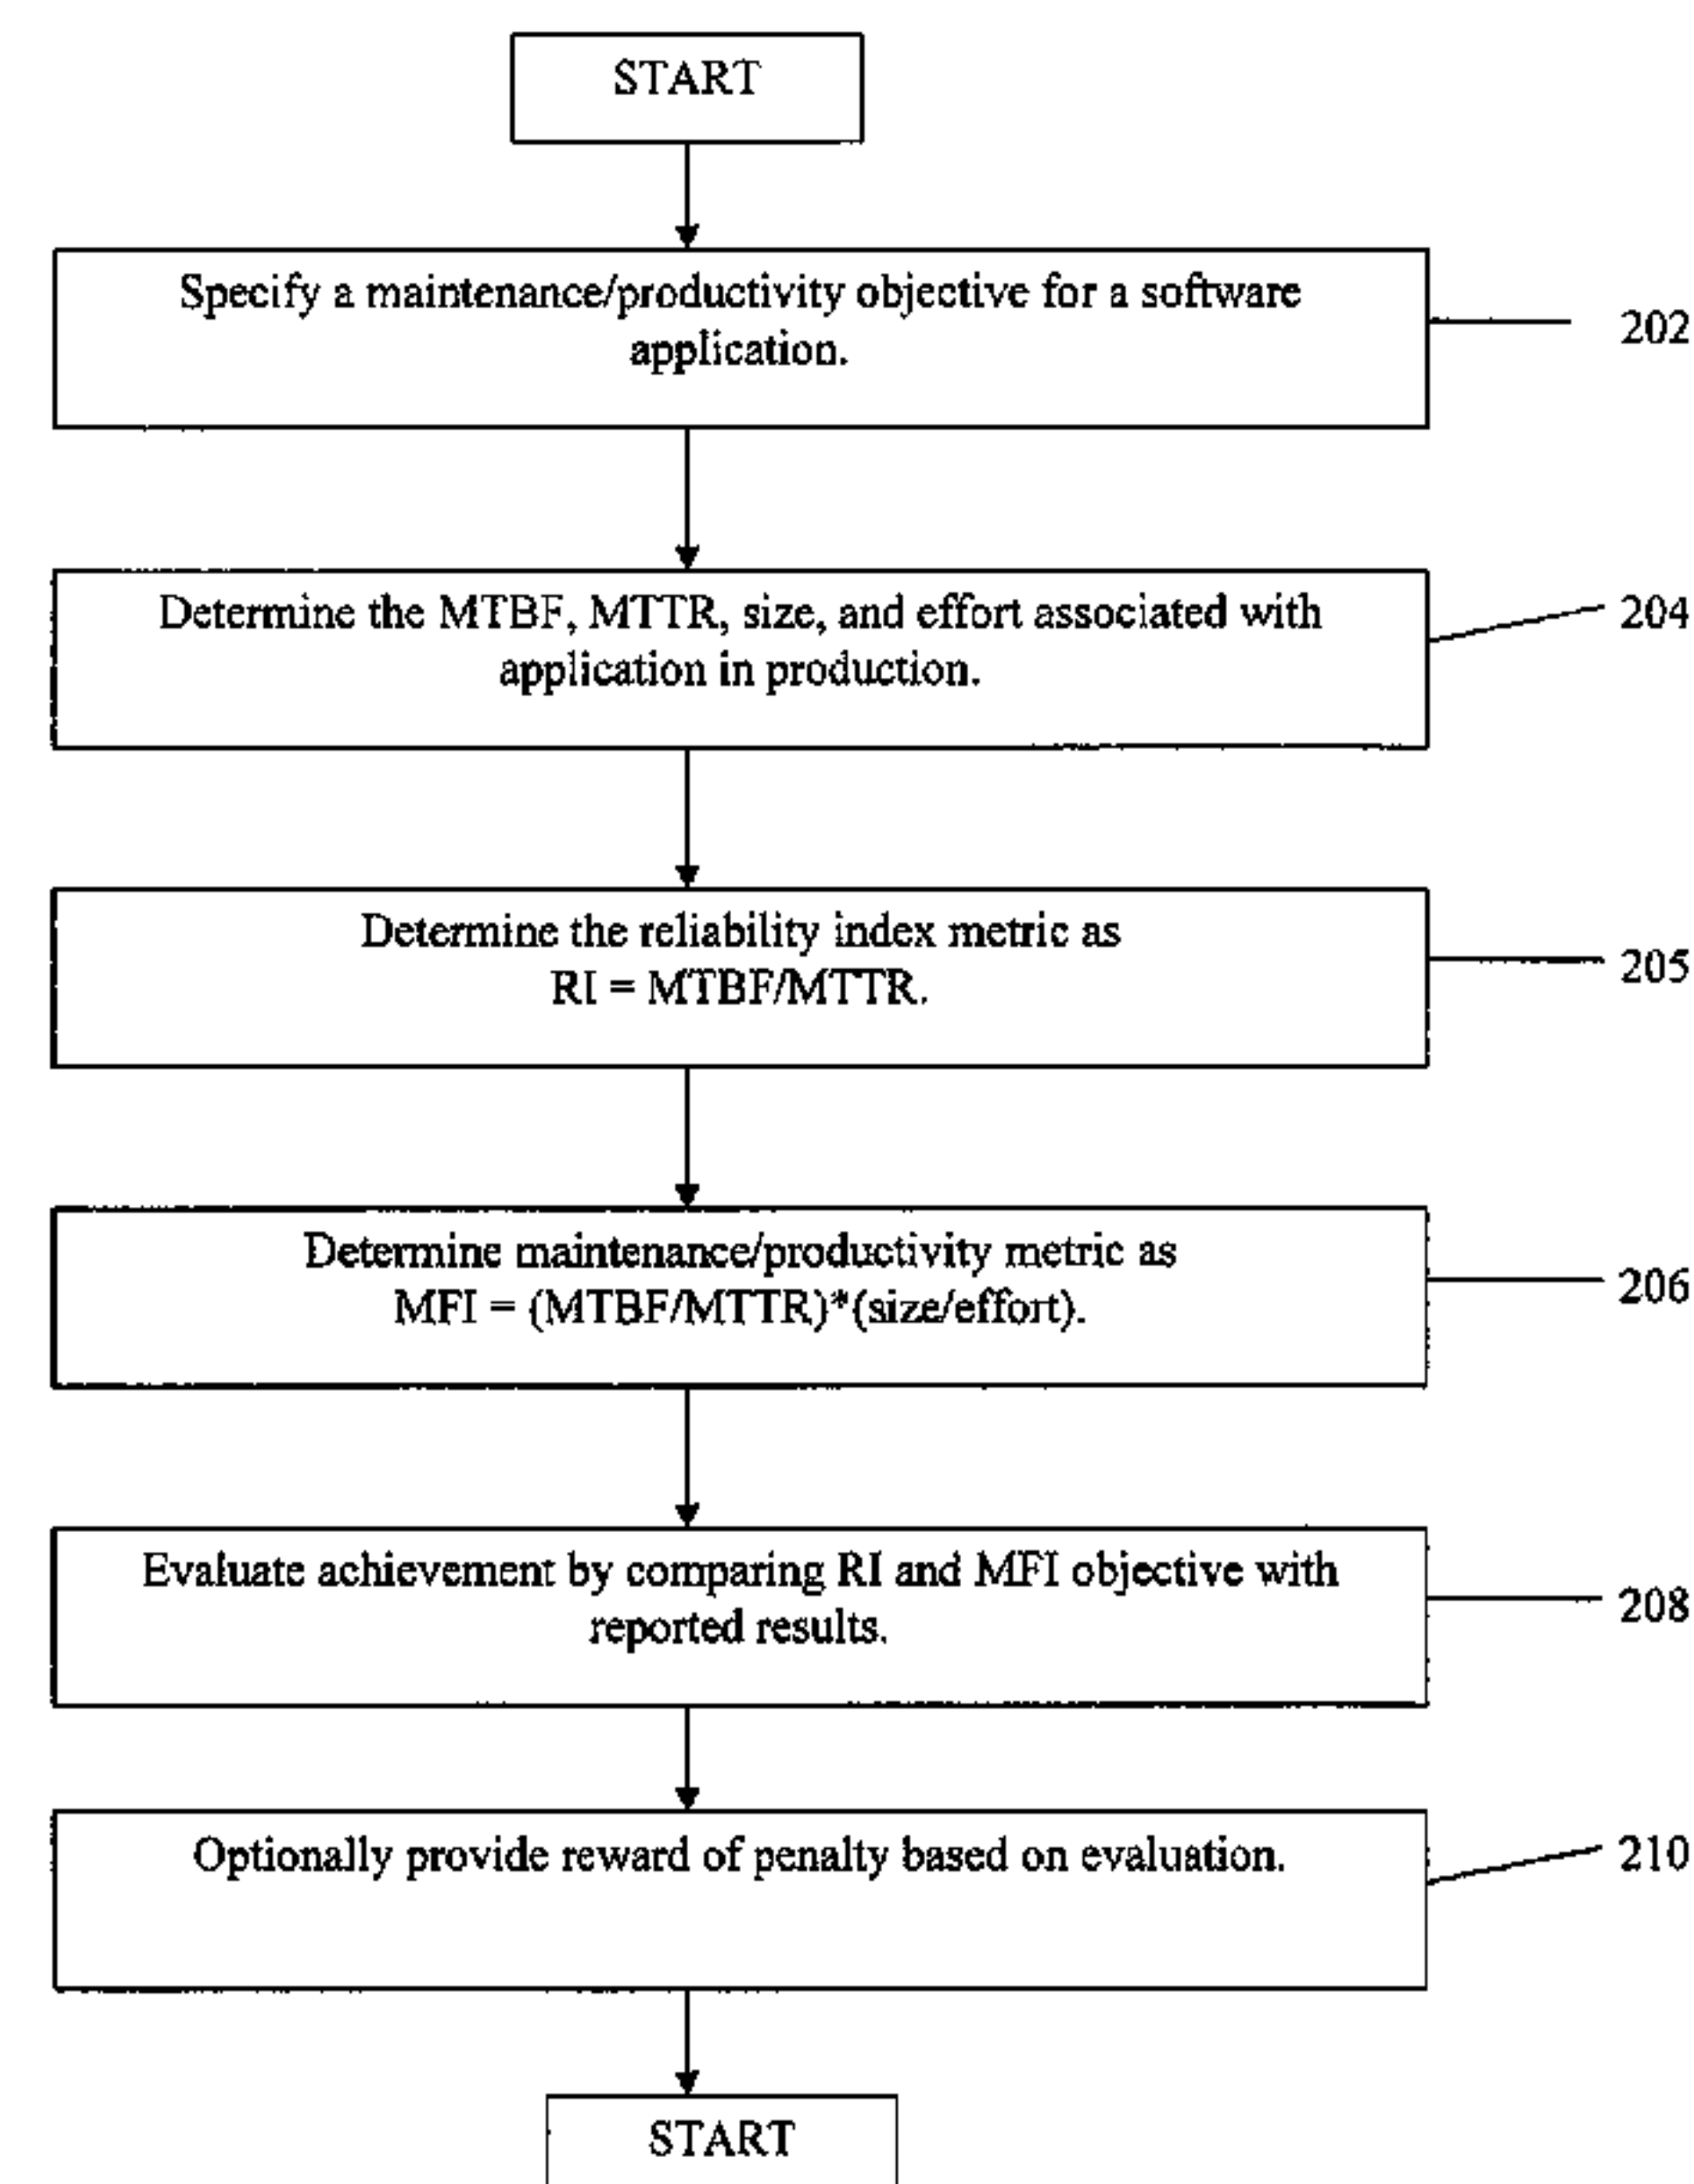 START
Specify a maintenance/productivity objective for a software
application.
202
Determine the MTBF, MTTR, size, and effort associated with
application in production.
204
Determine the reliability index metric as
RI = MTBF/MTTR.
205
Determine maintenance/productivity metric as
MFI = (MTBF/MTTR)*(size/effort).
206
Evaluate achievement by comparing RI and MFI objective with
reported results.
208
Optionally provide reward of penalty based on evaluation.
210
START